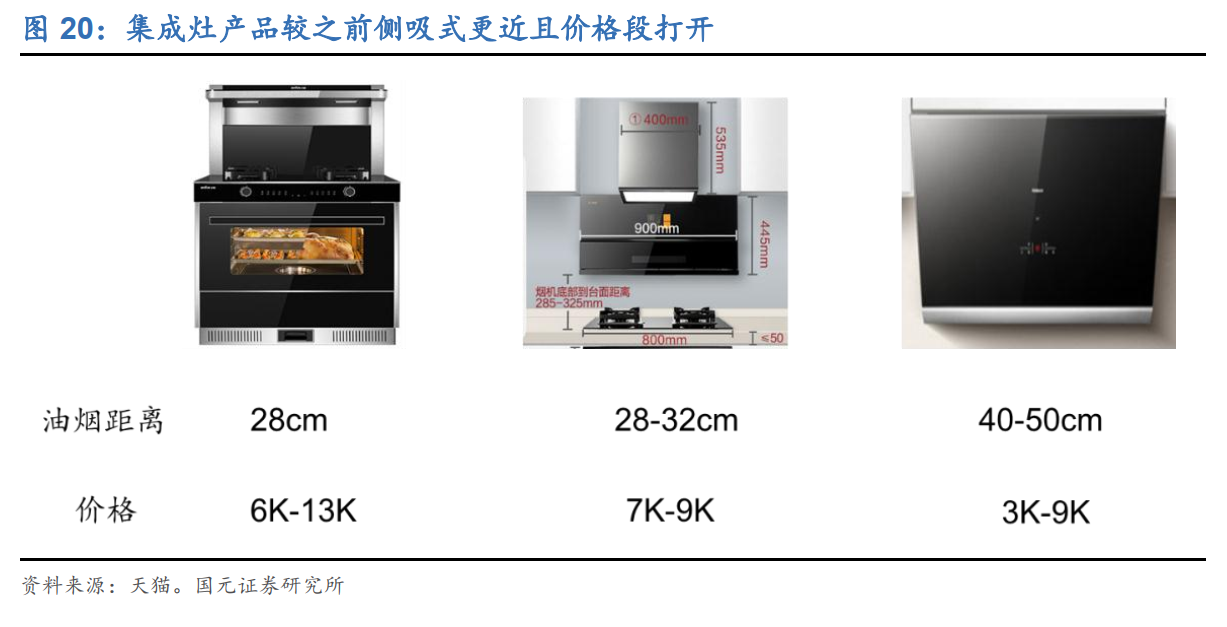 图 20：集成灶产品较之前侧吸式更近且价格段打开
① 400mm
535mm
900mm
445mm
烟机底部到台面距离
285-325mm
800mm
≤50
油烟距离 28cm 28-32cm 40-50cm
价格 6K-13K 7K-9K 3K-9K
资料来源：天猫。国元证券研究所